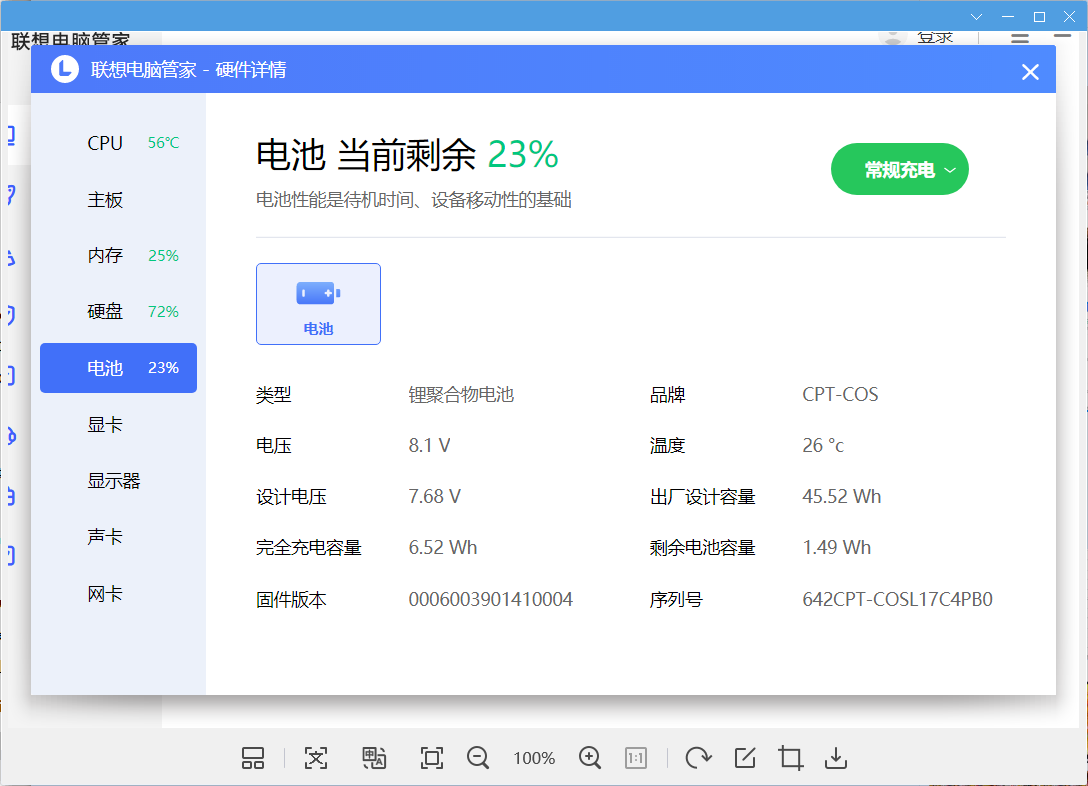 联想电脑管家
登录
联想电脑管家 - 硬件详情
CPU 56°C
主板
内存 25%
硬盘 72%
电池 23%
显卡
显示器
声卡
网卡
电池 当前剩余 23%
电池性能是待机时间、设备移动性的基础
常规充电
电池
类型 锂聚合物电池 品牌 CPT-COS
电压 8.1 V 温度 26 °c
设计电压 7.68 V 出厂设计容量 45.52 Wh
完全充电容量 6.52 Wh 剩余电池容量 1.49 Wh
固件版本 0006003901410004 序列号 642CPT-COSL17C4PB0
100% 1:1